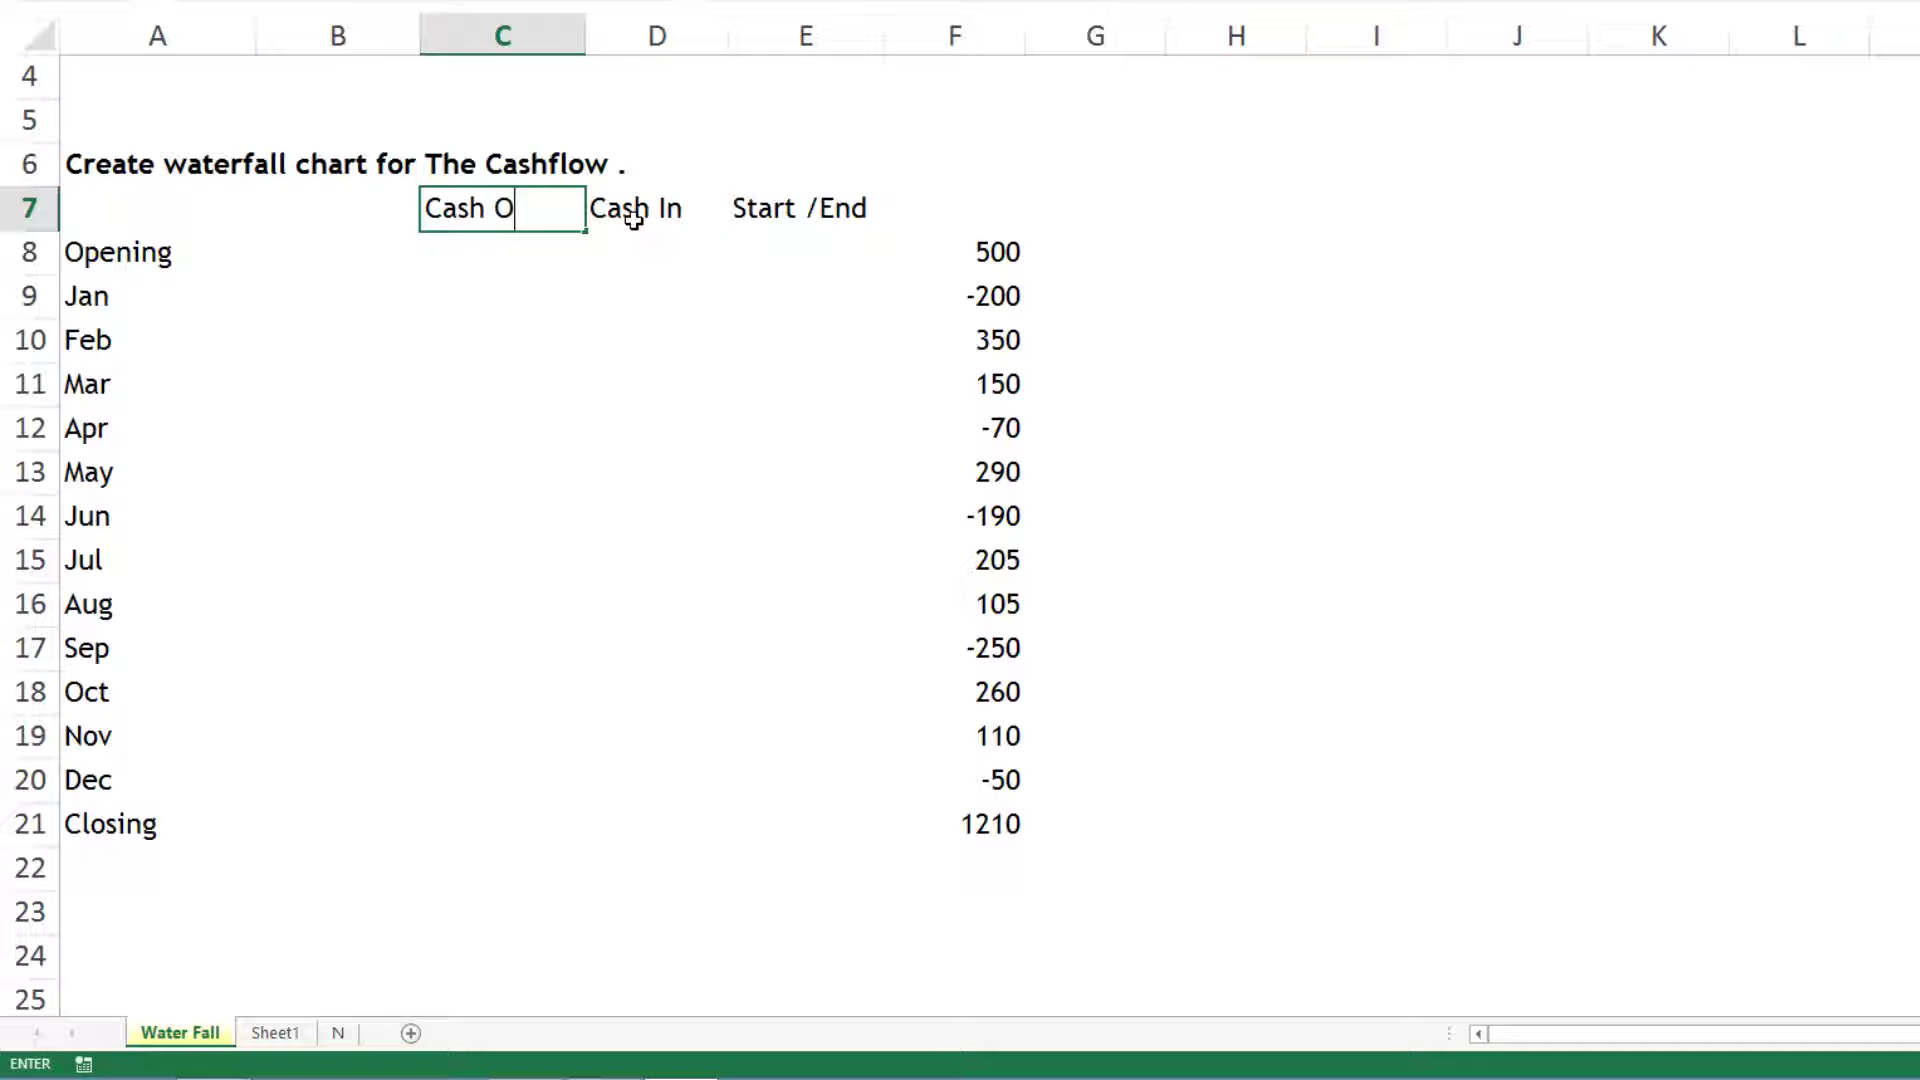 A B C D E F G H I J K L
4
5
6 Create waterfall chart for The Cashflow .
7 Cash O Cash In Start /End
8 Opening 500
9 Jan -200
10 Feb 350
11 Mar 150
12 Apr -70
13 May 290
14 Jun -190
15 Jul 205
16 Aug 105
17 Sep -250
18 Oct 260
19 Nov 110
20 Dec -50
21 Closing 1210
22
23
24
25
Water Fall Sheet1 N
ENTER